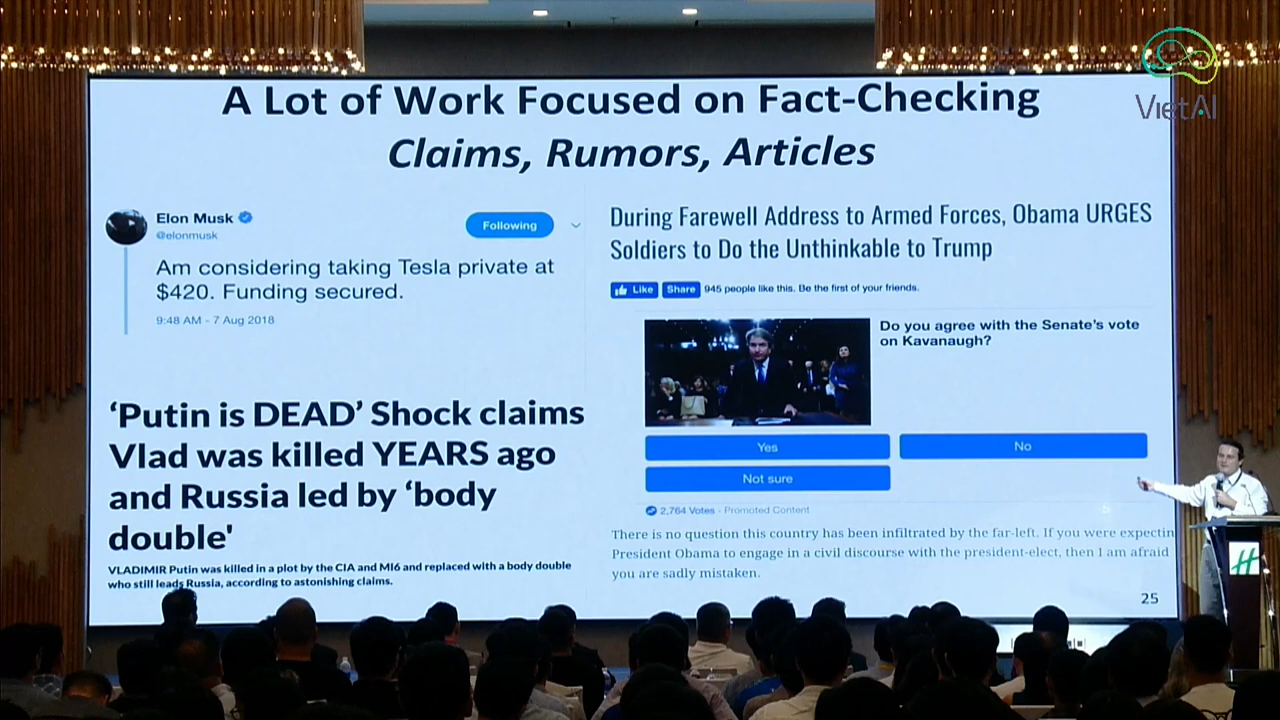 VietAI
A Lot of Work Focused on Fact-Checking
Claims, Rumors, Articles
Elon Musk
@elonmusk
Following
Am considering taking Tesla private at
$420. Funding secured.
9:48 AM - 7 Aug 2018
‘Putin is DEAD’ Shock claims
Vlad was killed YEARS ago
and Russia led by ‘body
double'
VLADIMIR Putin was killed in a plot by the CIA and MI6 and replaced with a body double
who still leads Russia, according to astonishing claims.
During Farewell Address to Armed Forces, Obama URGES
Soldiers to Do the Unthinkable to Trump
Like Share 945 people like this. Be the first of your friends.
Do you agree with the Senate's vote
on Kavanaugh?
Yes No
Not sure
2,764 Votes - Promoted Content
There is no question this country has been infiltrated by the far-left. If you were expectin
President Obama to engage in a civil discourse with the president-elect, then I am afraid
you are sadly mistaken.
25
H